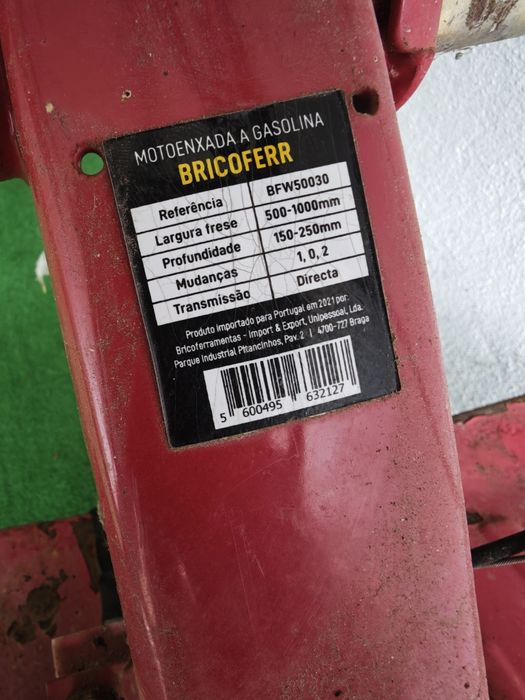 MOTOENXADA A GASOLINA
BRICOFERR
Referência BFW50030
Largura frese 500-1000mm
Profundidade 150-250mm
Mudanças 1, 0, 2
Transmissão Directa
Produto importado para Portugal em 2021 por:
Bricoferramentas - Import & Export, Unipessoal, Lda.
Parque Industrial Pitancinhos, Pav. 2 | 4700-727 Braga
5 600495 632127